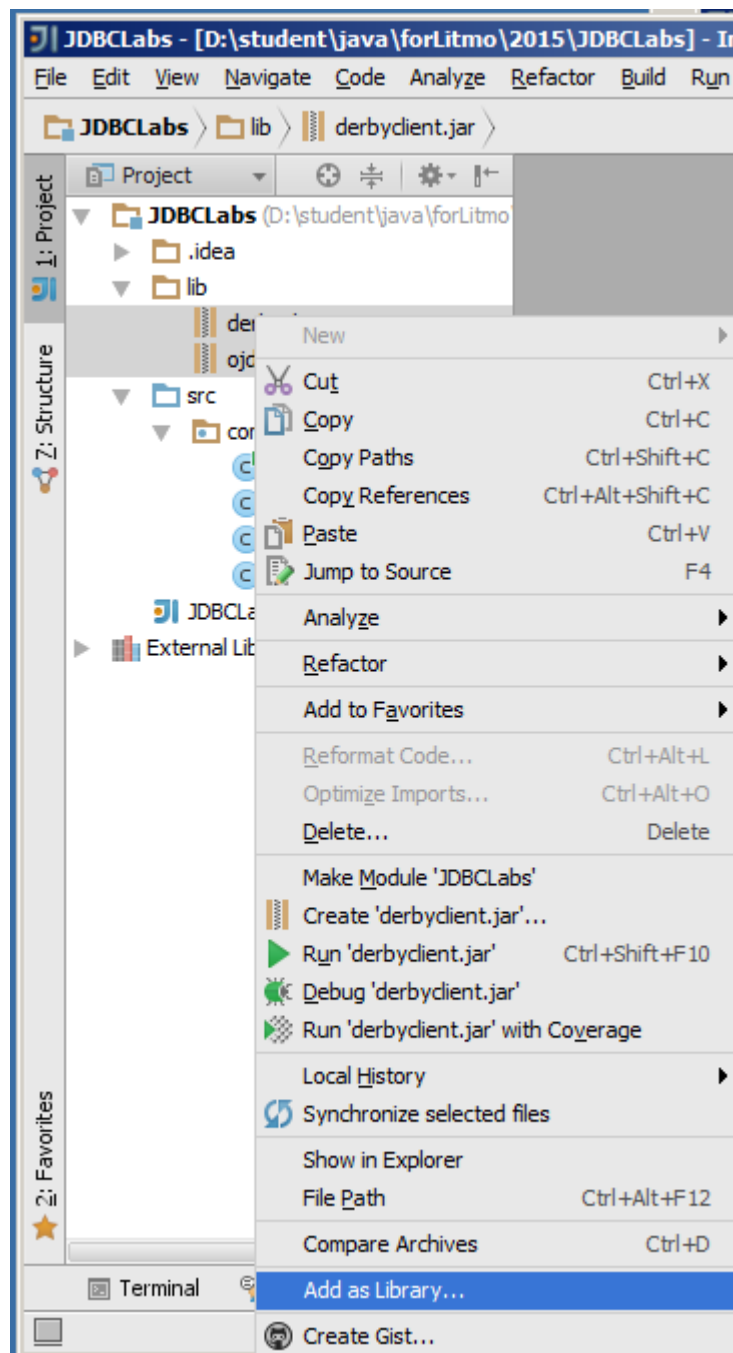 JDBCLabs - [D:\student\java\forLitmo\2015\JDBCLabs] - I
File Edit View Navigate Code Analyze Refactor Build Run
JDBCLabs lib derbyclient.jar
1: Project
Project
JDBCLabs (D:\student\java\forLitmo
.idea
lib
der
ojd
src
JDBCLa
External Lib
Z: Structure
2: Favorites
New
Cut Ctrl+X
Copy Ctrl+C
Copy Paths Ctrl+Shift+C
Copy References Ctrl+Alt+Shift+C
Paste Ctrl+V
Jump to Source F4
Analyze
Refactor
Add to Favorites
Reformat Code... Ctrl+Alt+L
Optimize Imports... Ctrl+Alt+O
Delete... Delete
Make Module 'JDBCLabs'
Create 'derbyclient.jar'...
Run 'derbyclient.jar' Ctrl+Shift+F10
Debug 'derbyclient.jar'
Run 'derbyclient.jar' with Coverage
Local History
Synchronize selected files
Show in Explorer
File Path Ctrl+Alt+F12
Compare Archives Ctrl+D
Add as Library...
Create Gist...
Terminal